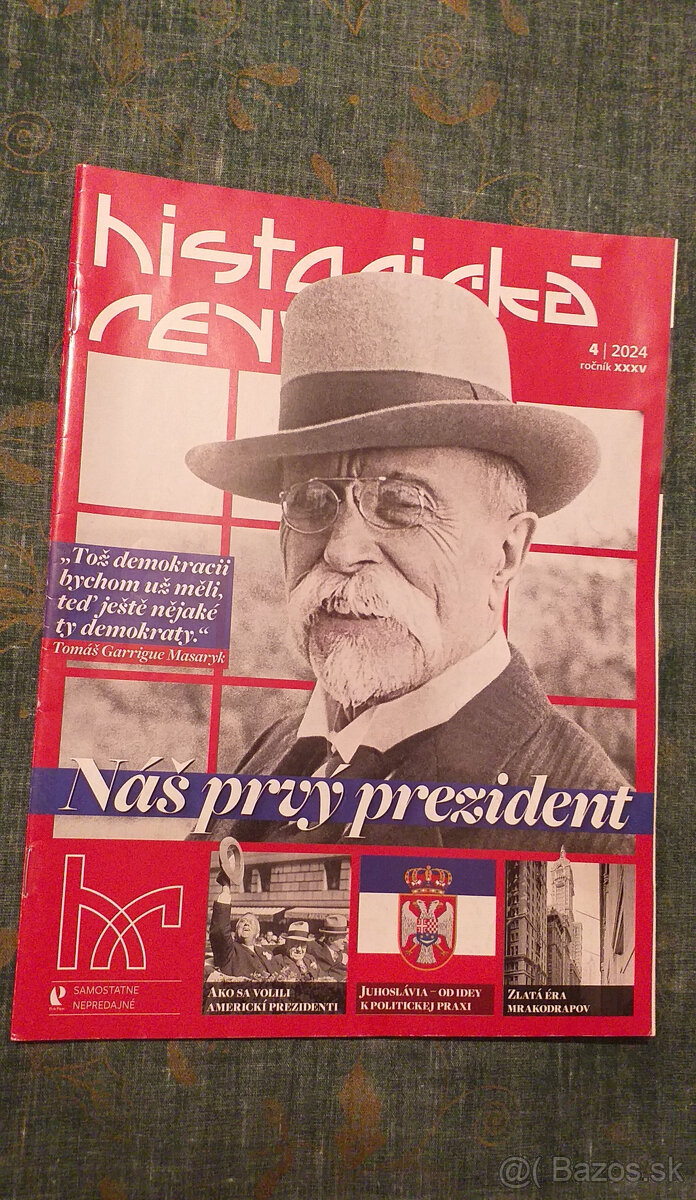 historická
revue
4 | 2024
ročník XXXV
„Tož demokracii
bychom už měli,
teď ještě nějaké
ty demokraty.“
Tomáš Garrigue Masaryk
Náš prvý prezident
hr
SAMOSTATNE
NEPREDAJNÉ
AKO SA VOLILI
AMERICKÍ PREZIDENTI
JUHOSLÁVIA – OD IDEY
K POLITICKEJ PRAXI
ZLATÁ ÉRA
MRAKODRAPOV
@( Bazos.sk